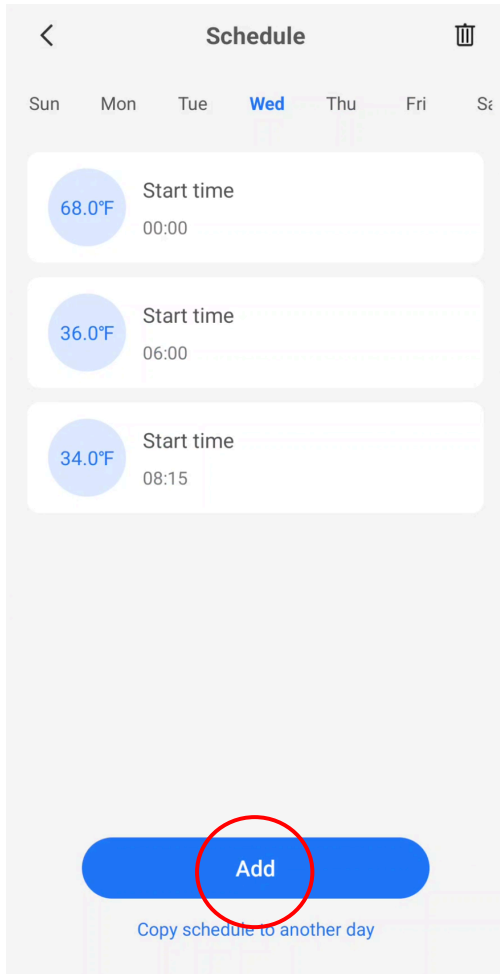 Schedule
Sun Mon Tue Wed Thu Fri Sa
68.0°F
Start time
00:00
36.0°F
Start time
06:00
34.0°F
Start time
08:15
Add
Copy schedule to another day